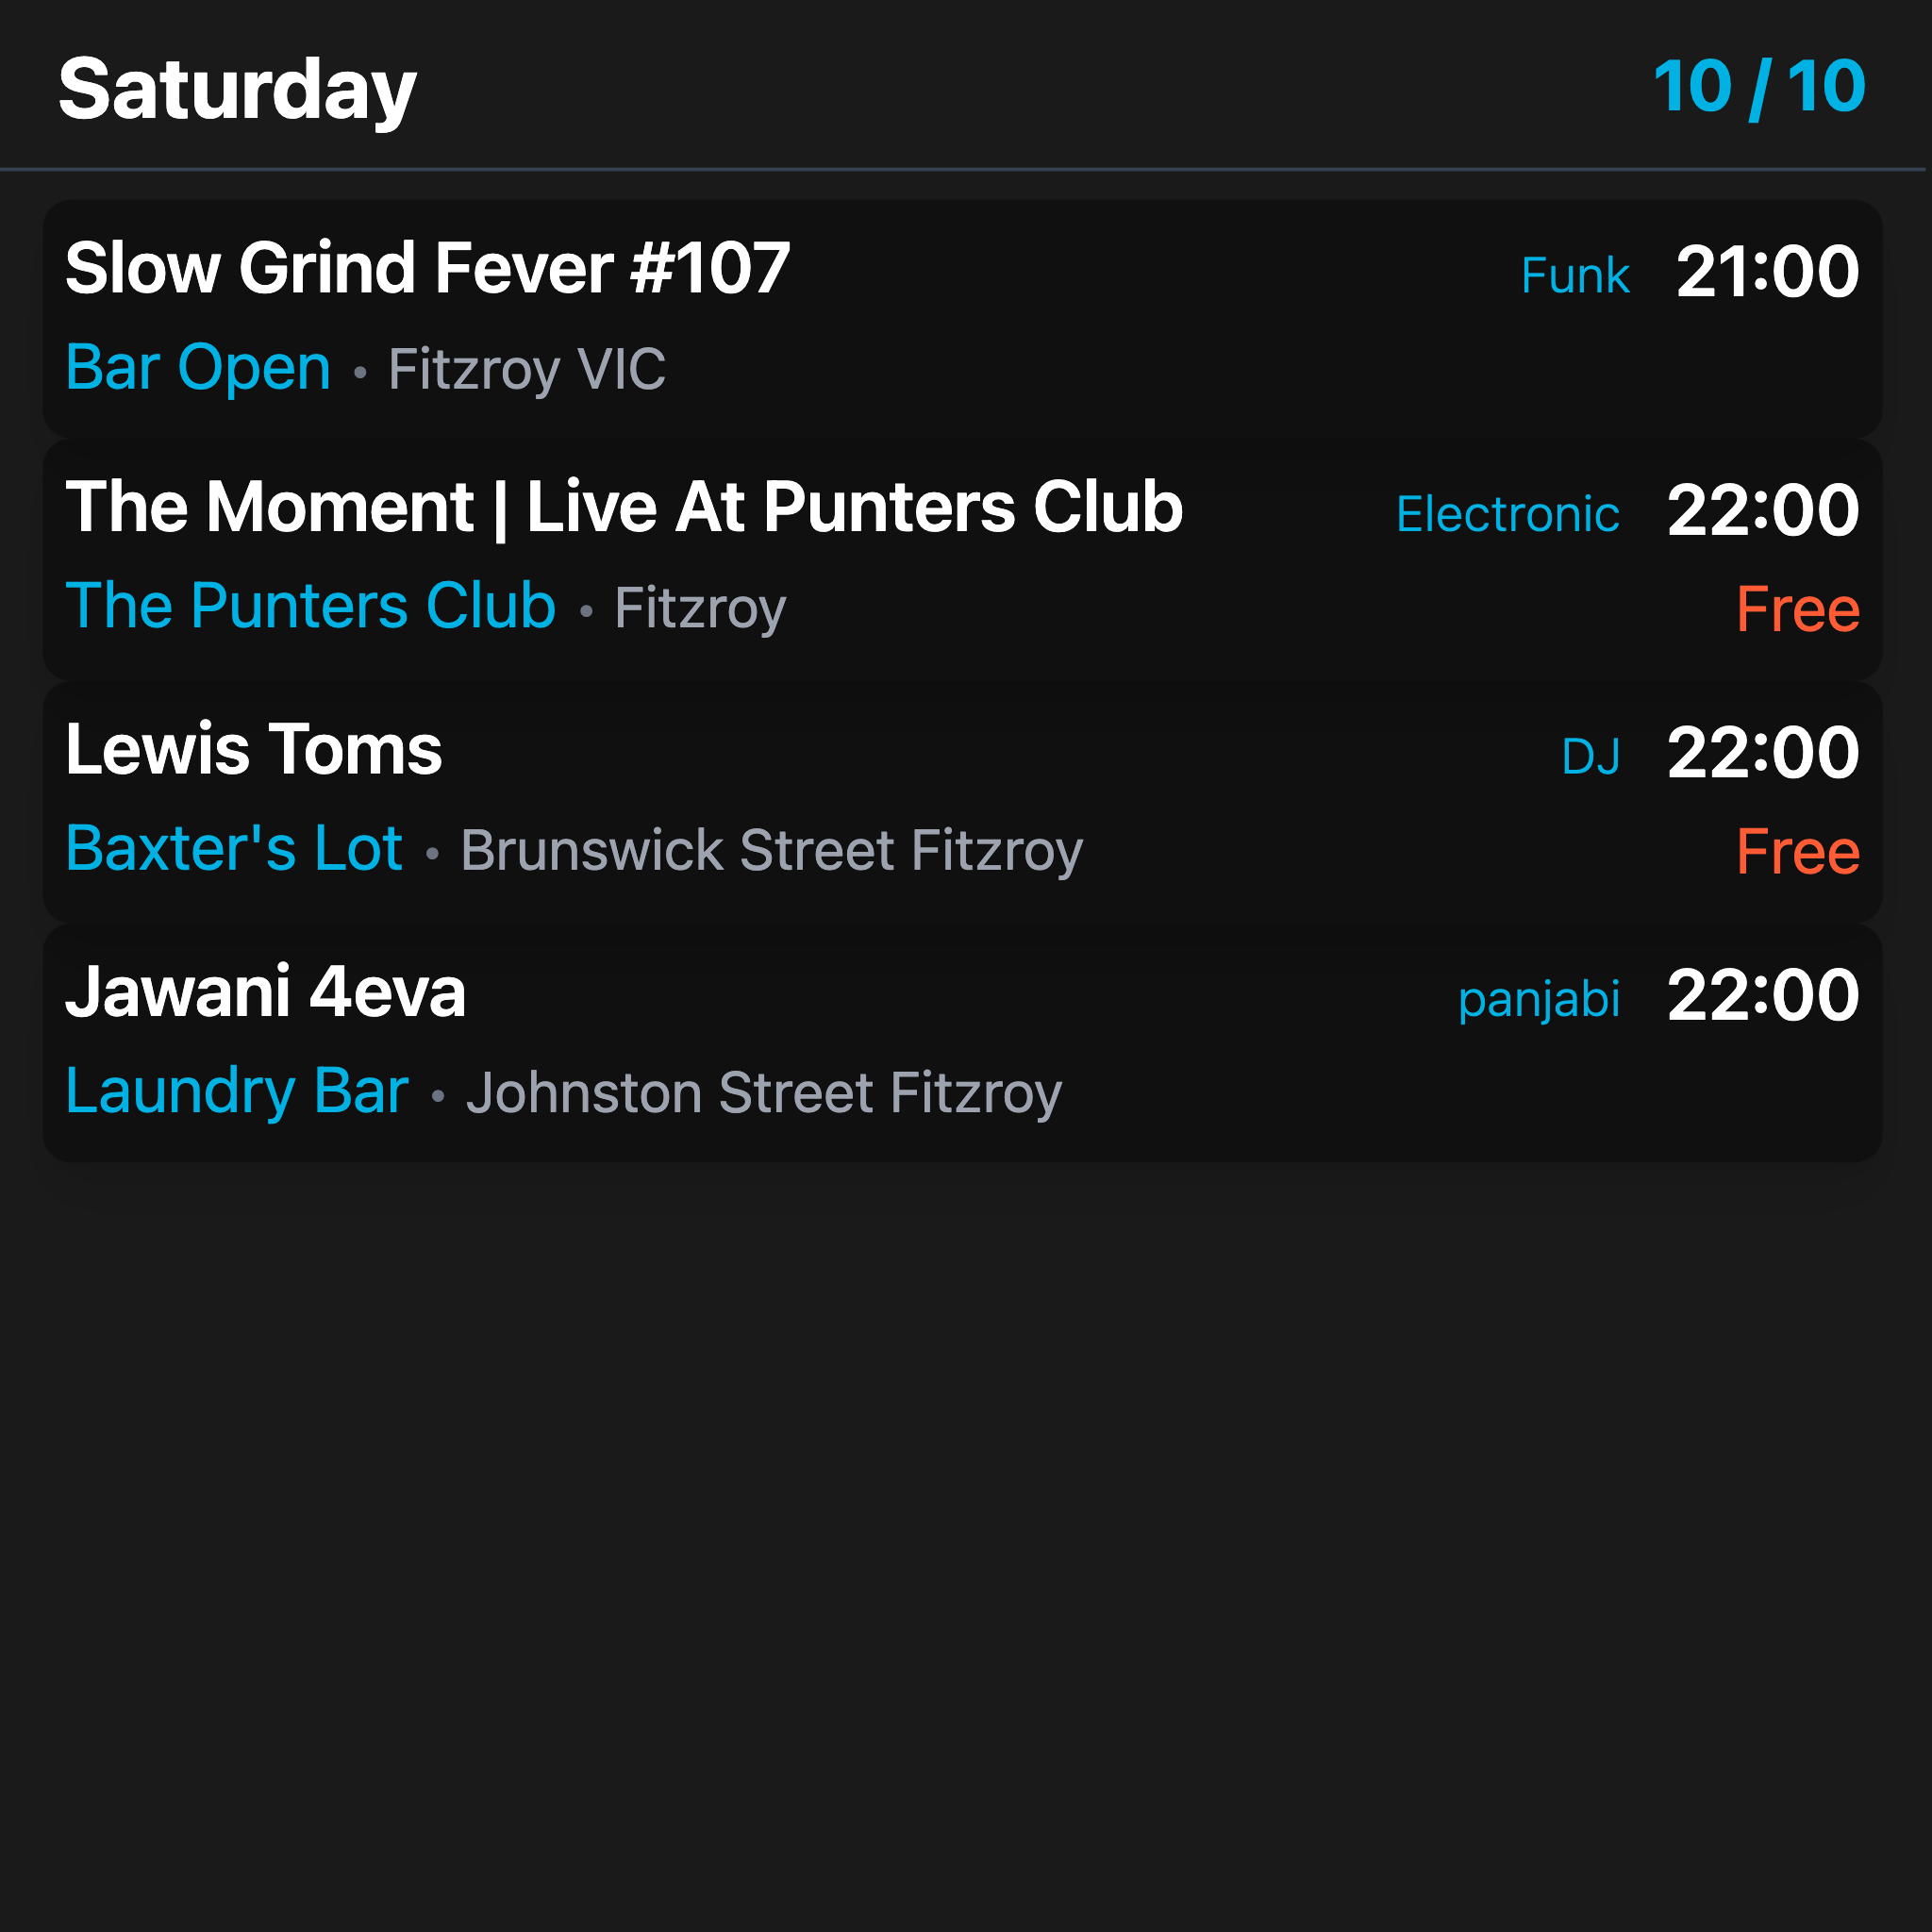 Saturday 10 / 10
Slow Grind Fever #107 Funk 21:00
Bar Open • Fitzroy VIC
The Moment | Live At Punters Club Electronic 22:00
The Punters Club • Fitzroy Free
Lewis Toms DJ 22:00
Baxter's Lot • Brunswick Street Fitzroy Free
Jawani 4eva panjabi 22:00
Laundry Bar • Johnston Street Fitzroy